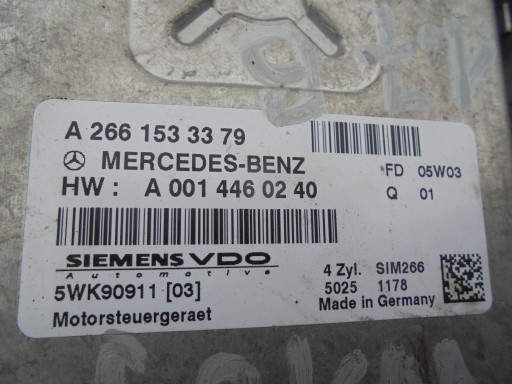 A 266 153 33 79
MERCEDES-BENZ
HW : A 001 446 02 40
FD 05W03
Q 01
SIEMENS VDO
Automotive
5WK90911 [03]
Motorsteuergeraet
4 Zyl. SIM266
5025 1178
Made in Germany